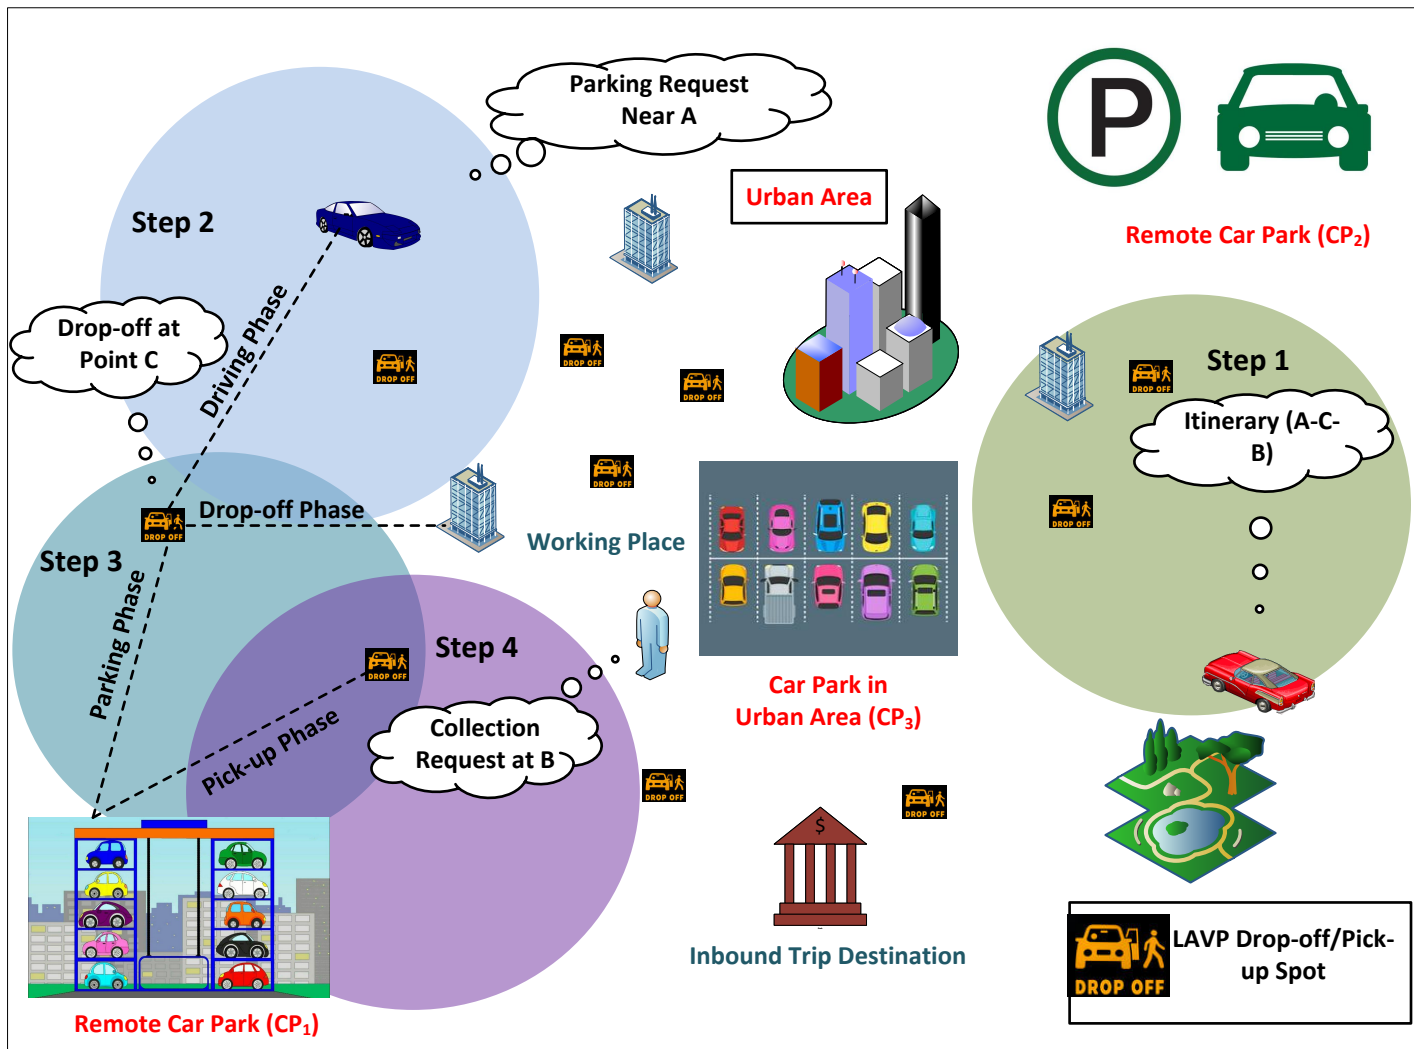 Parking Request
Near A
P
Urban Area
Remote Car Park (CP₂)
Step 2
Drop-off at
Point C
Driving Phase
DROP OFF
DROP OFF
DROP OFF
Step 1
DROP OFF
Itinerary (A-C-
B)
DROP OFF
DROP OFF
Drop-off Phase
DROP OFF
Working Place
Step 3
Parking Phase
Step 4
DROP OFF
Pick-up Phase
Collection
Request at B
Car Park in
Urban Area (CP₃)
DROP OFF
DROP OFF
$
Inbound Trip Destination
Remote Car Park (CP₁)
LAVP Drop-off/Pick-
up Spot
DROP OFF